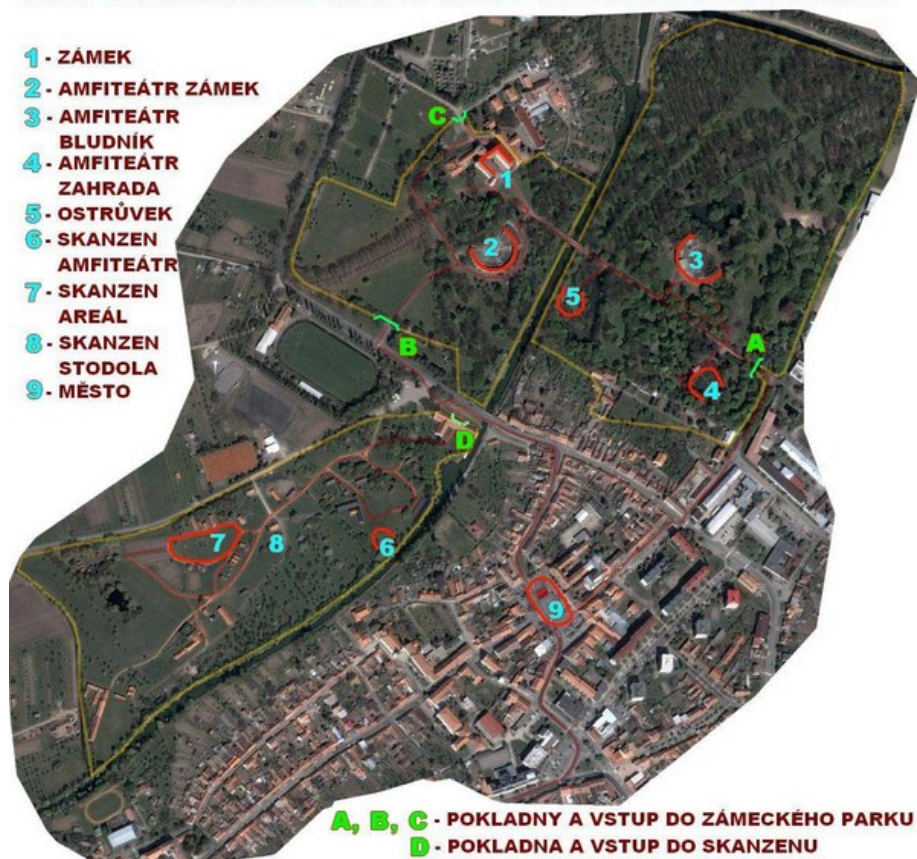 1 - ZÁMEK
2 - AMFITEÁTR ZÁMEK
3 - AMFITEÁTR
BLUDNÍK
4 - AMFITEÁTR
ZAHRADA
5 - OSTRŮVEK
6 - SKANZEN
AMFITEÁTR
7 - SKANZEN
AREÁL
8 - SKANZEN
STODOLA
9 - MĚSTO
C
1
2
3
5
B
A
4
D
7
8
6
9
A, B, C - POKLADNY A VSTUP DO ZÁMECKÉHO PARKU
D - POKLADNA A VSTUP DO SKANZENU